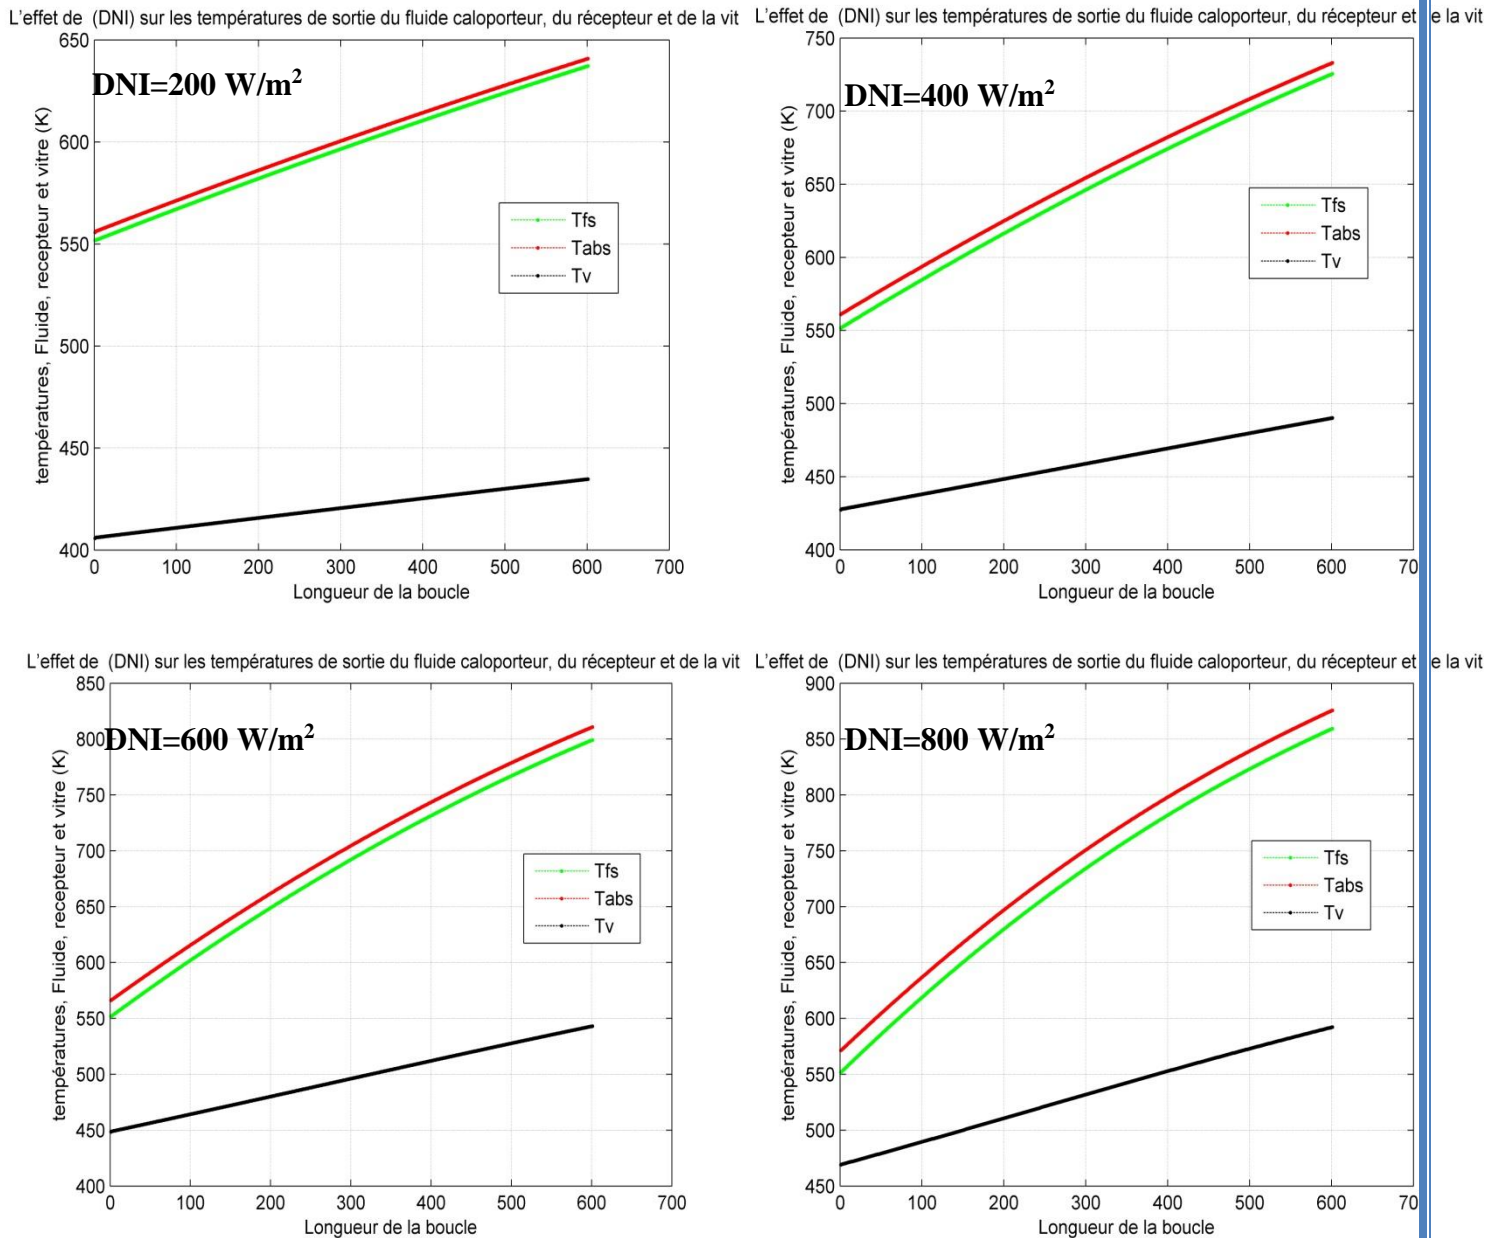 L'effet de (DNI) sur les températures de sortie du fluide caloporteur, du récepteur et de la vit
650
600
550
500
450
400
températures, Fluide, recepteur et vitre (K)
DNI=200 W/m²
Tfs
Tabs
Tv
0 100 200 300 400 500 600 700
Longueur de la boucle
L'effet de (DNI) sur les températures de sortie du fluide caloporteur, du récepteur et e la vit
750
700
650
600
550
500
450
400
températures, Fluide, recepteur et vitre (K)
DNI=400 W/m²
Tfs
Tabs
Tv
0 100 200 300 400 500 600 70
Longueur de la boucle
L'effet de (DNI) sur les températures de sortie du fluide caloporteur, du récepteur et de la vit
850
800
750
700
650
600
550
500
450
400
températures, Fluide, recepteur et vitre (K)
DNI=600 W/m²
Tfs
Tabs
Tv
0 100 200 300 400 500 600 700
Longueur de la boucle
L'effet de (DNI) sur les températures de sortie du fluide caloporteur, du récepteur et e la vit
900
850
800
750
700
650
600
550
500
450
températures, Fluide, recepteur et vitre (K)
DNI=800 W/m²
Tfs
Tabs
Tv
0 100 200 300 400 500 600 70
Longueur de la boucle